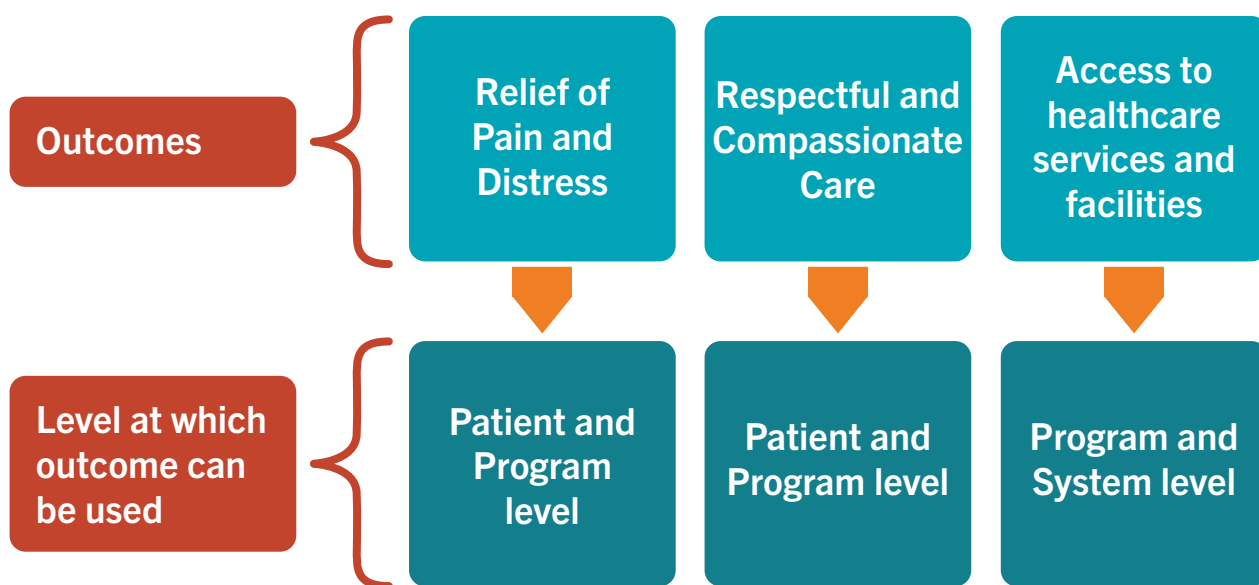 Outcomes
Relief of
Pain and
Distress
Respectful and
Compassionate
Care
Access to
healthcare
services and
facilities
Level at which
outcome can
be used
Patient and
Program
level
Patient and
Program level
Program and
System level